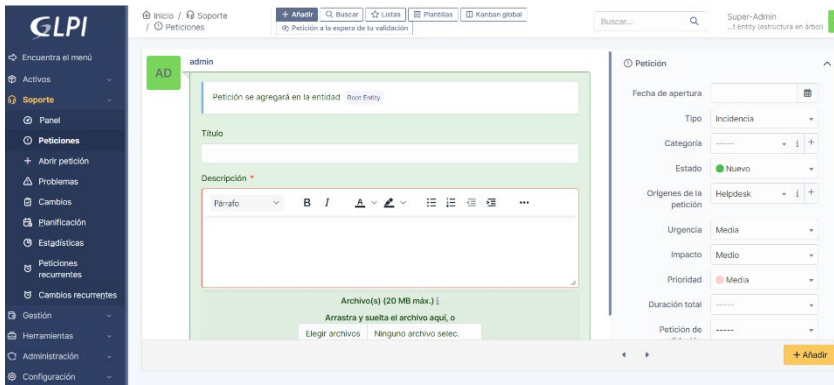 GLPI
Encuentra el menú
Activos
Soporte
Panel
Peticiones
+ Abrir petición
Problemas
Cambios
Planificación
Estadísticas
Peticiones
recurrentes
Cambios recurrentes
Gestión
Herramientas
Administración
Configuración
Inicio / Soporte
/ Peticiones
+ Añadir Buscar Listas Plantillas Kanban global
Petición a la espera de tu validación
Buscar...
Super-Admin
...t Entity (estructura en árbol)
AD
admin
Petición se agregará en la entidad Root Entity
Título
Descripción *
Párrafo B I A ...
Archivo(s) (20 MB máx.) i
Arrastra y suelta el archivo aquí, o
Elegir archivos Ninguno archivo selec.
Petición
Fecha de apertura
Tipo Incidencia
Categoría ----- i +
Estado Nuevo
Orígenes de la Helpdesk i +
petición
Urgencia Media
Impacto Medio
Prioridad Media
Duración total -----
Petición de -----
+ Añadir